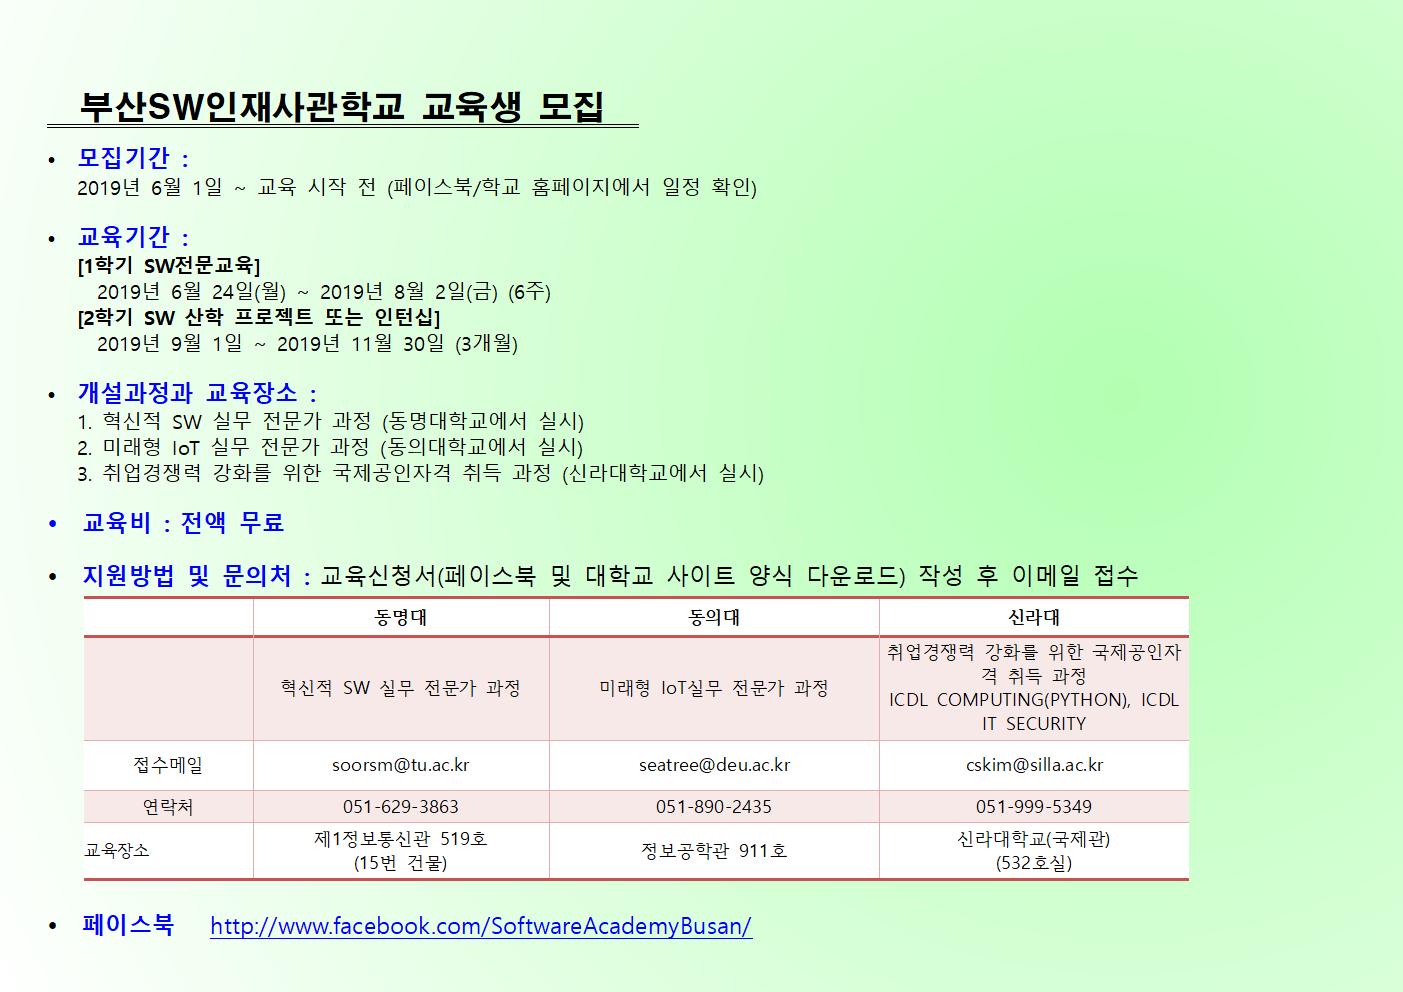 부산SW인재사관학교 교육생 모집
• 모집기간 :
2019년 6월 1일 ~ 교육 시작 전 (페이스북/학교 홈페이지에서 일정 확인)
• 교육기간 :
[1학기 SW전문교육]
2019년 6월 24일(월) ~ 2019년 8월 2일(금) (6주)
[2학기 SW 산학 프로젝트 또는 인턴십]
2019년 9월 1일 ~ 2019년 11월 30일 (3개월)
• 개설과정과 교육장소 :
1. 혁신적 SW 실무 전문가 과정 (동명대학교에서 실시)
2. 미래형 IoT 실무 전문가 과정 (동의대학교에서 실시)
3. 취업경쟁력 강화를 위한 국제공인자격 취득 과정 (신라대학교에서 실시)
• 교육비 : 전액 무료
• 지원방법 및 문의처 : 교육신청서(페이스북 및 대학교 사이트 양식 다운로드) 작성 후 이메일 접수
동명대 동의대 신라대
혁신적 SW 실무 전문가 과정
미래형 IoT실무 전문가 과정
취업경쟁력 강화를 위한 국제공인자
격 취득 과정
ICDL COMPUTING(PYTHON), ICDL
IT SECURITY
접수메일 soorsm@tu.ac.kr seatree@deu.ac.kr cskim@silla.ac.kr
연락처 051-629-3863 051-890-2435 051-999-5349
교육장소
제1정보통신관 519호
(15번 건물)
정보공학관 911호
신라대학교(국제관)
(532호실)
• 페이스북 http://www.facebook.com/SoftwareAcademyBusan/